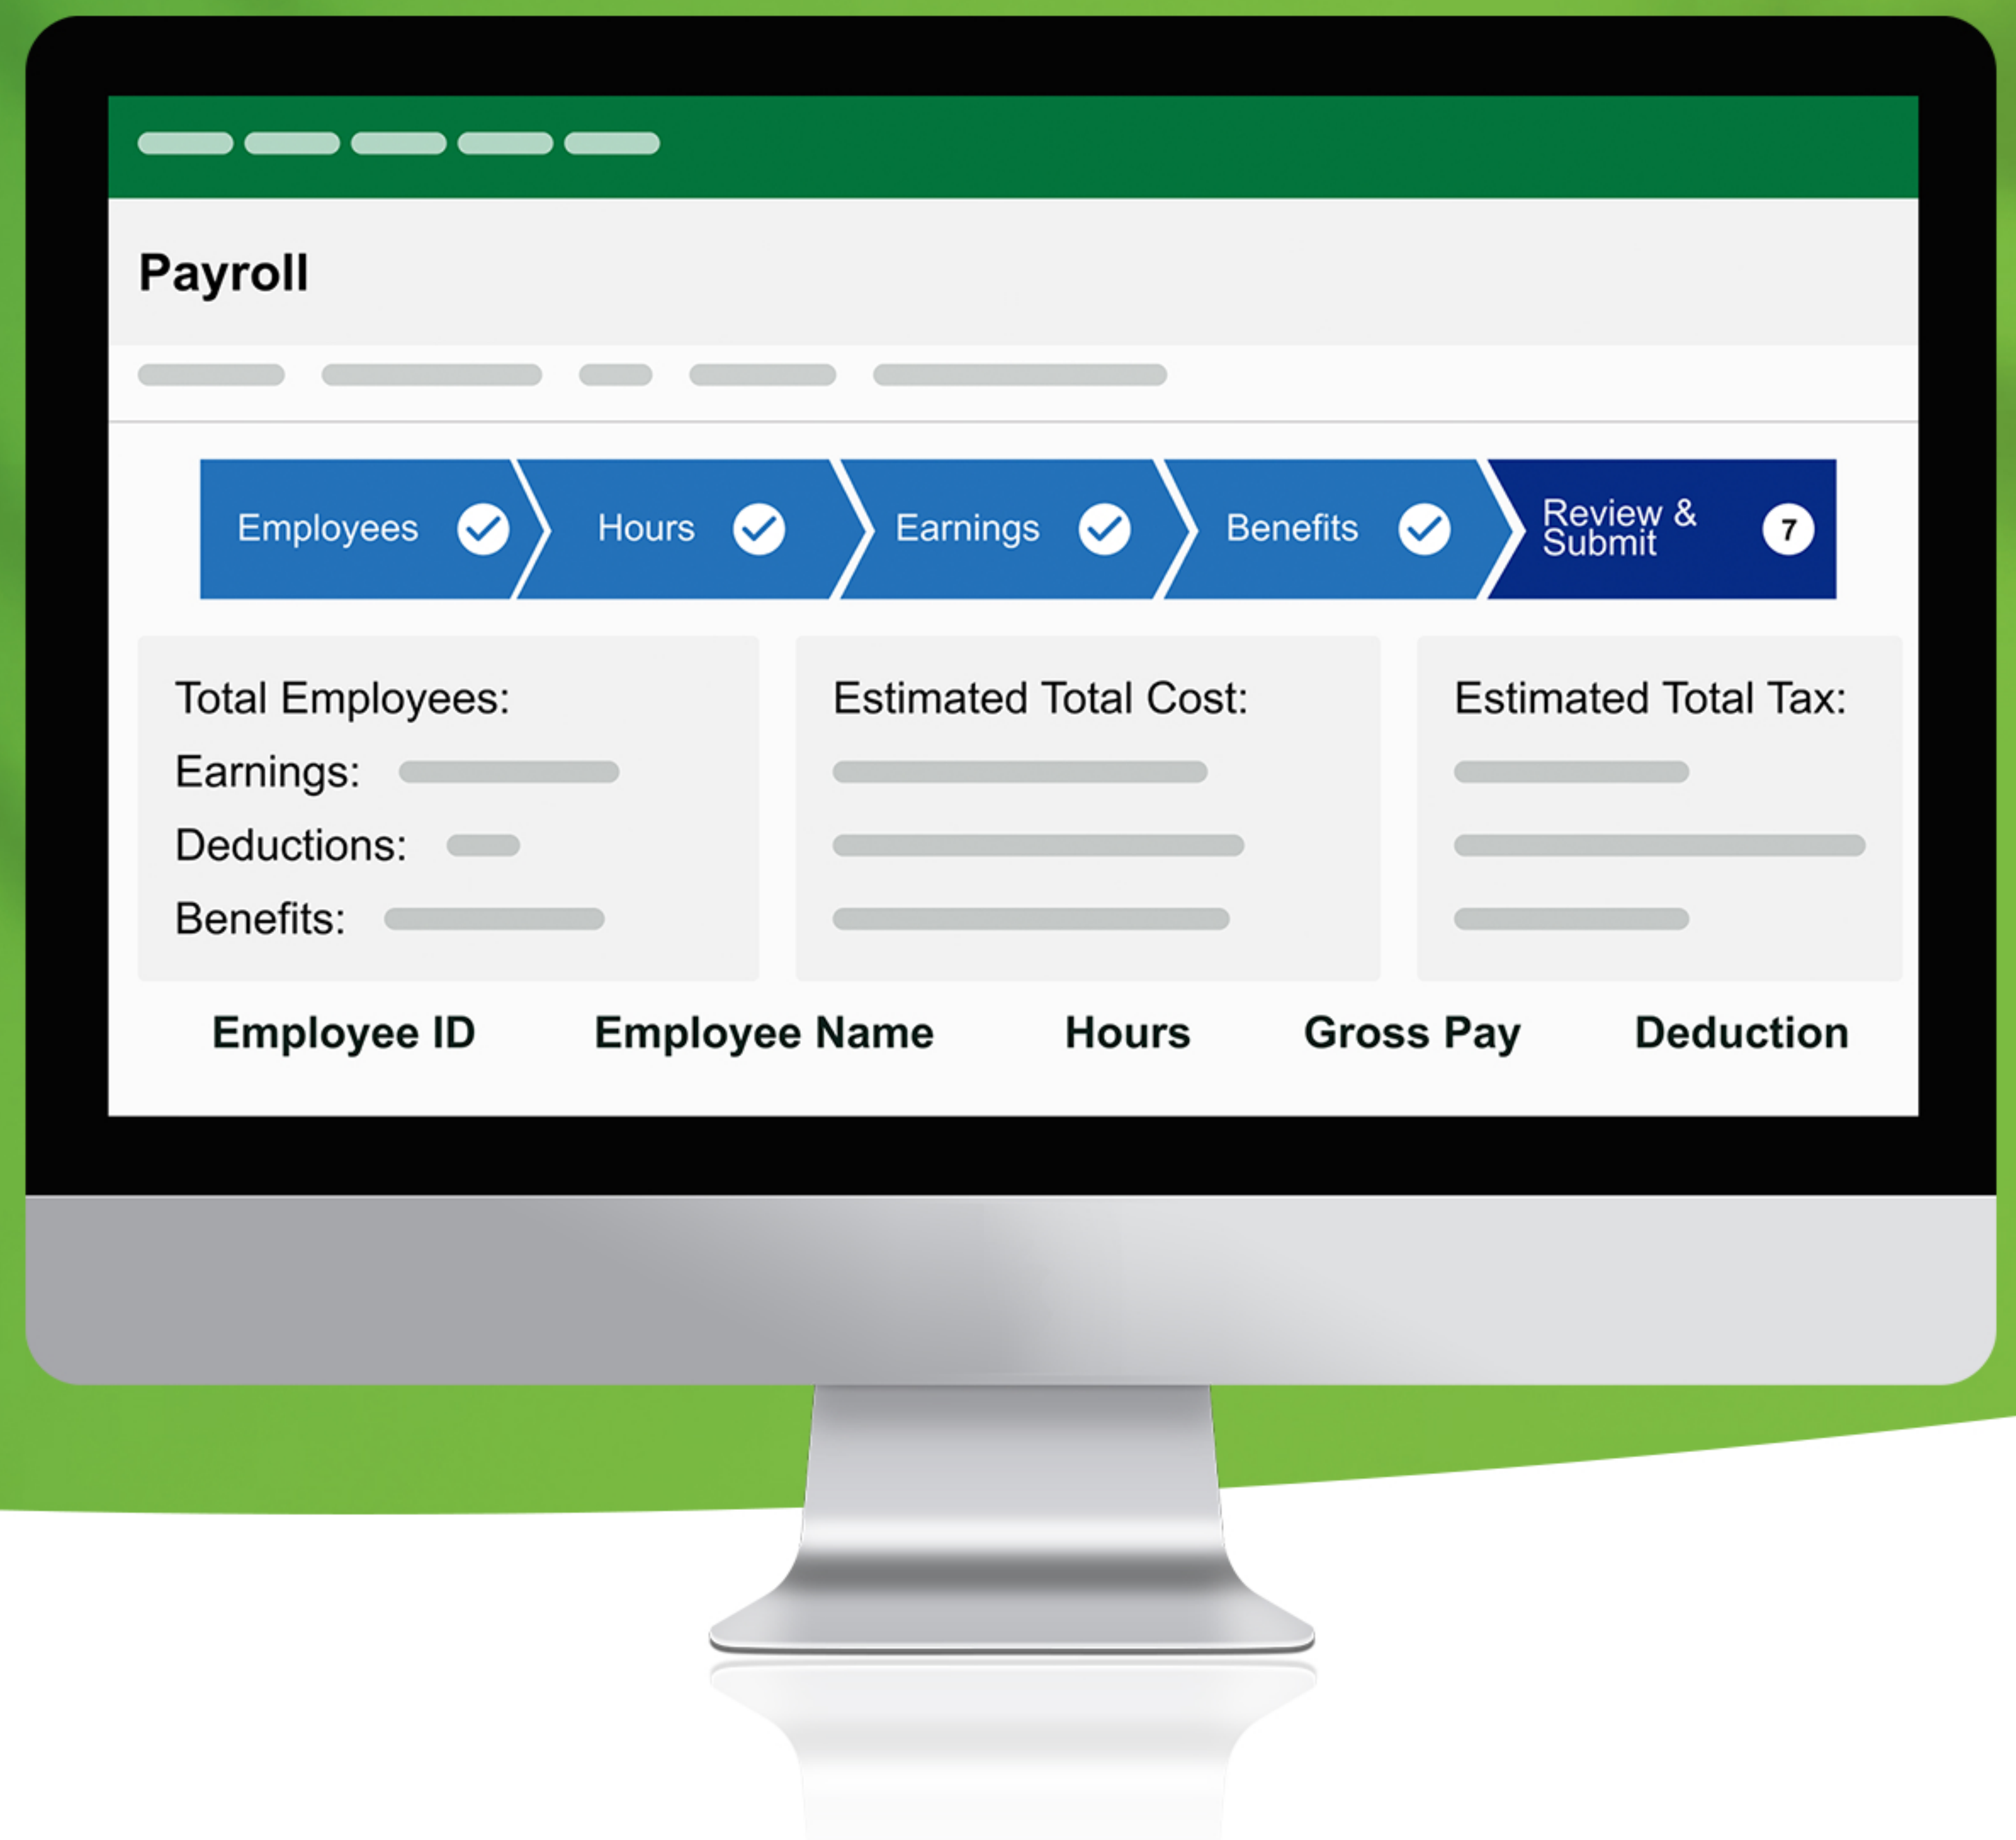 Payroll
Employees
Hours
Earnings
Benefits
Review &
Submit
7
Total Employees:
Earnings:
Deductions:
Benefits:
Estimated Total Cost:
Estimated Total Tax:
Employee ID Employee Name Hours Gross Pay Deduction